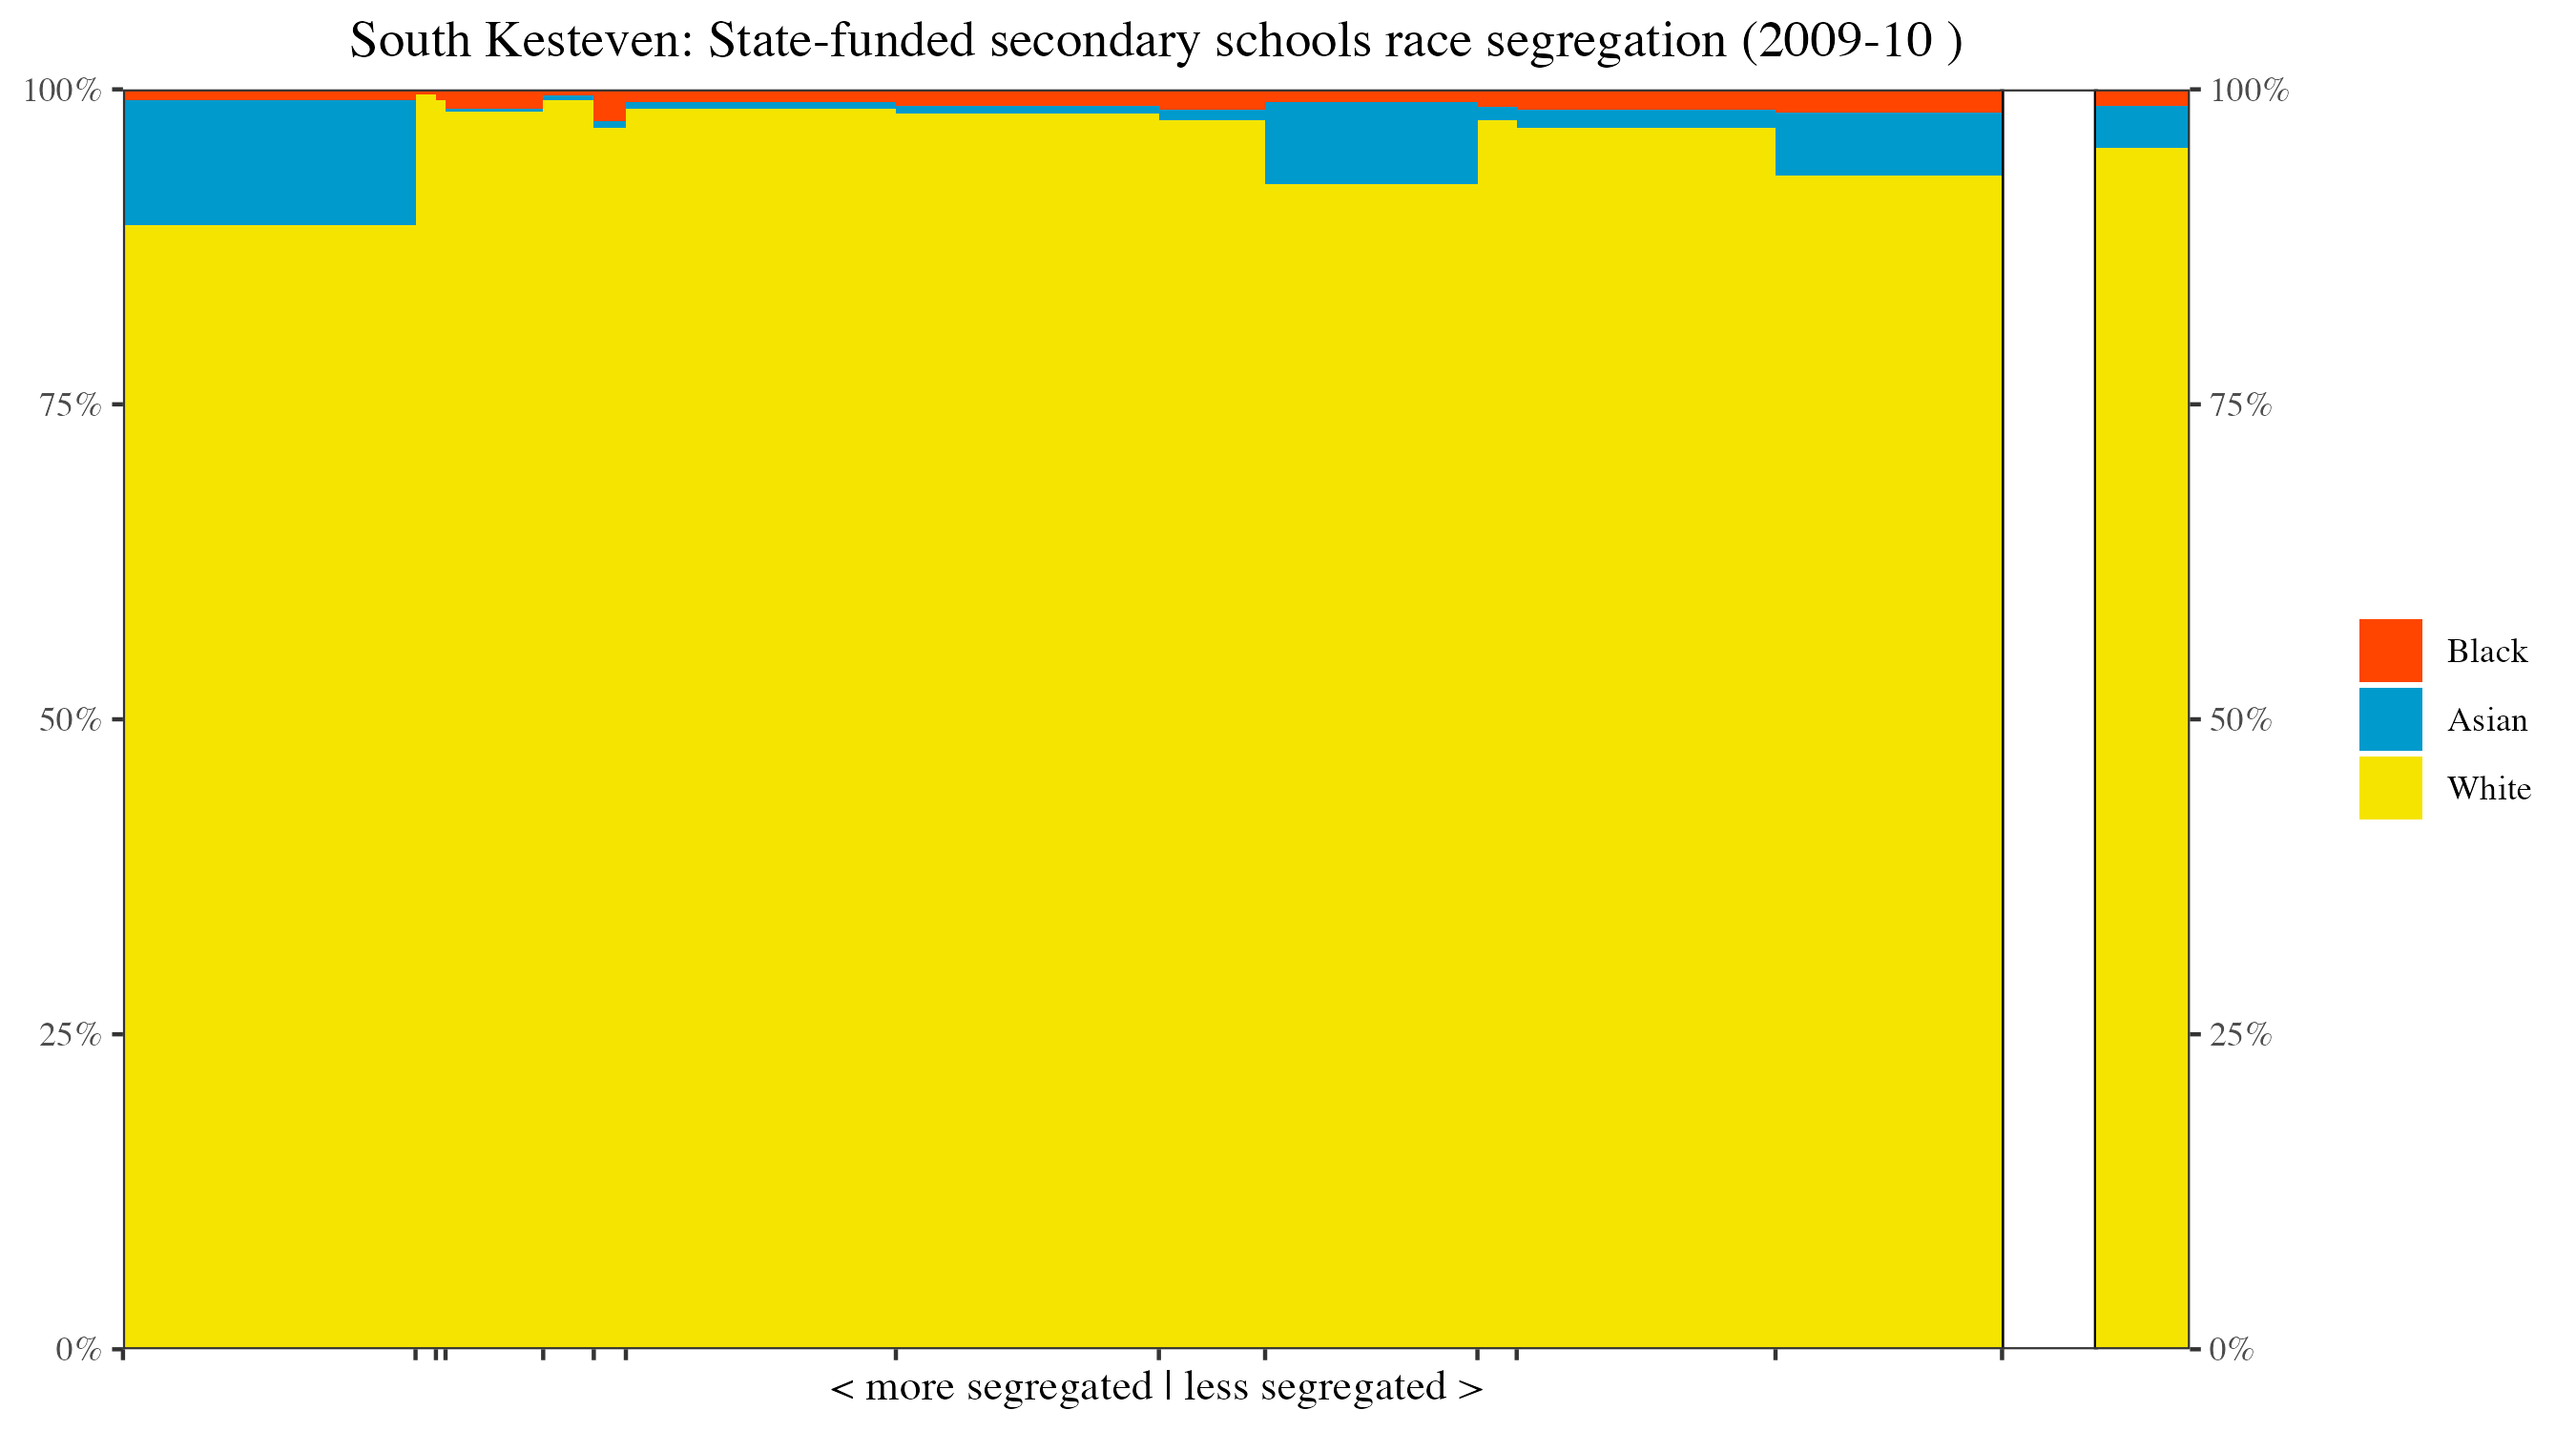 South Kesteven: State-funded secondary schools race segregation (2009-10 )
100%
75%
50%
25%
0%
100%
75%
50%
25%
0%
Black
Asian
White
< more segregated | less segregated >